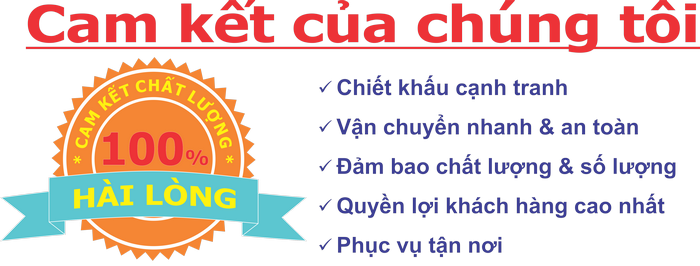 Cam kết của chúng tôi
* CAM KẾT CHẤT LƯỢNG *
100%
HÀI LÒNG
✓ Chiết khấu cạnh tranh
✓ Vận chuyển nhanh & an toàn
✓ Đảm bao chất lượng & số lượng
✓ Quyền lợi khách hàng cao nhất
✓ Phục vụ tận nơi